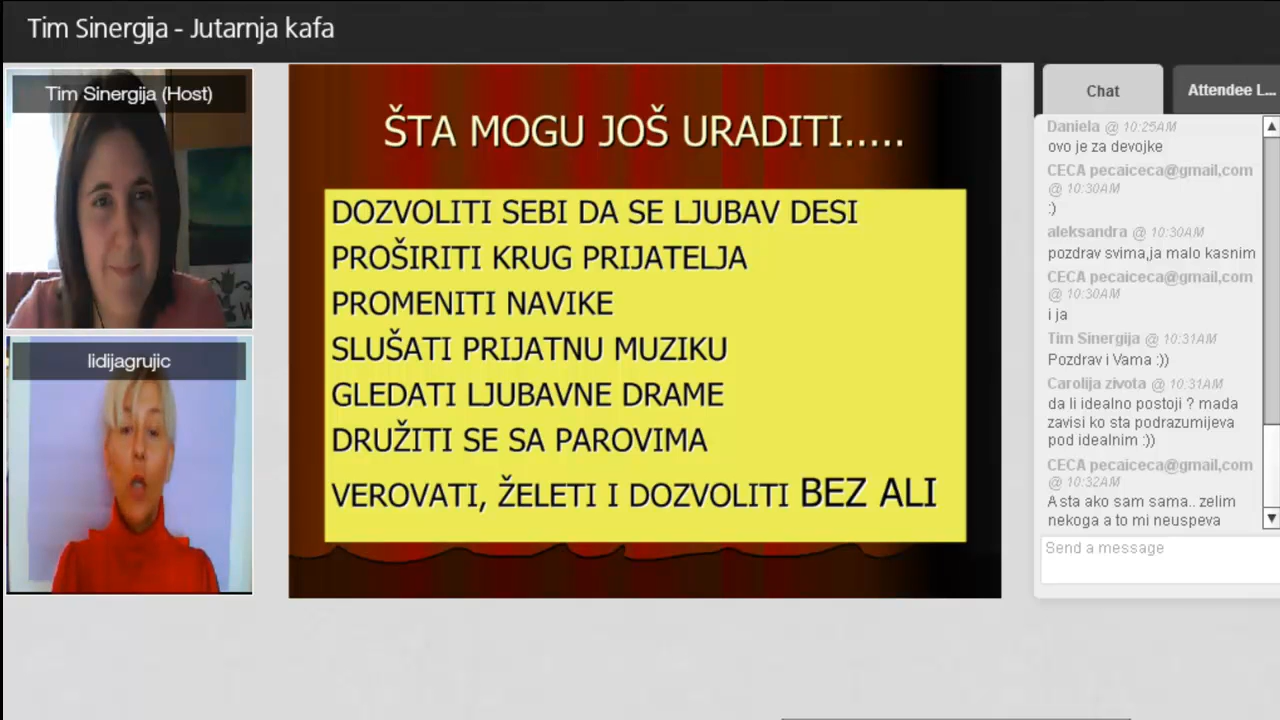 Tim Sinergija - Jutarnja kafa
Tim Sinergija (Host)
lidijagrujic
ŠTA MOGU JOŠ URADITI.....
DOZVOLITI SEBI DA SE LJUBAV DESI
PROŠIRITI KRUG PRIJATELJA
PROMENITI NAVIKE
SLUŠATI PRIJATNU MUZIKU
GLEDATI LJUBAVNE DRAME
DRUŽITI SE SA PAROVIMA
VEROVATI, ŽELETI I DOZVOLITI BEZ ALI
Chat
Attendee L...
Daniela @ 10:25AM
ovo je za devojke
CECA pecaiceca@gmail,com
@ 10:30AM
:)
aleksandra @ 10:30AM
pozdrav svima,ja malo kasnim
CECA pecaiceca@gmail,com
@ 10:30AM
i ja
Tim Sinergija @ 10:31AM
Pozdrav i Vama :))
Carolija zivota @ 10:31AM
da li idealno postoji ? mada
zavisi ko sta podrazumijeva
pod idealnim :))
CECA pecaiceca@gmail,com
@ 10:32AM
A sta ako sam sama.. zelim
nekoga a to mi neuspeva
Send a message